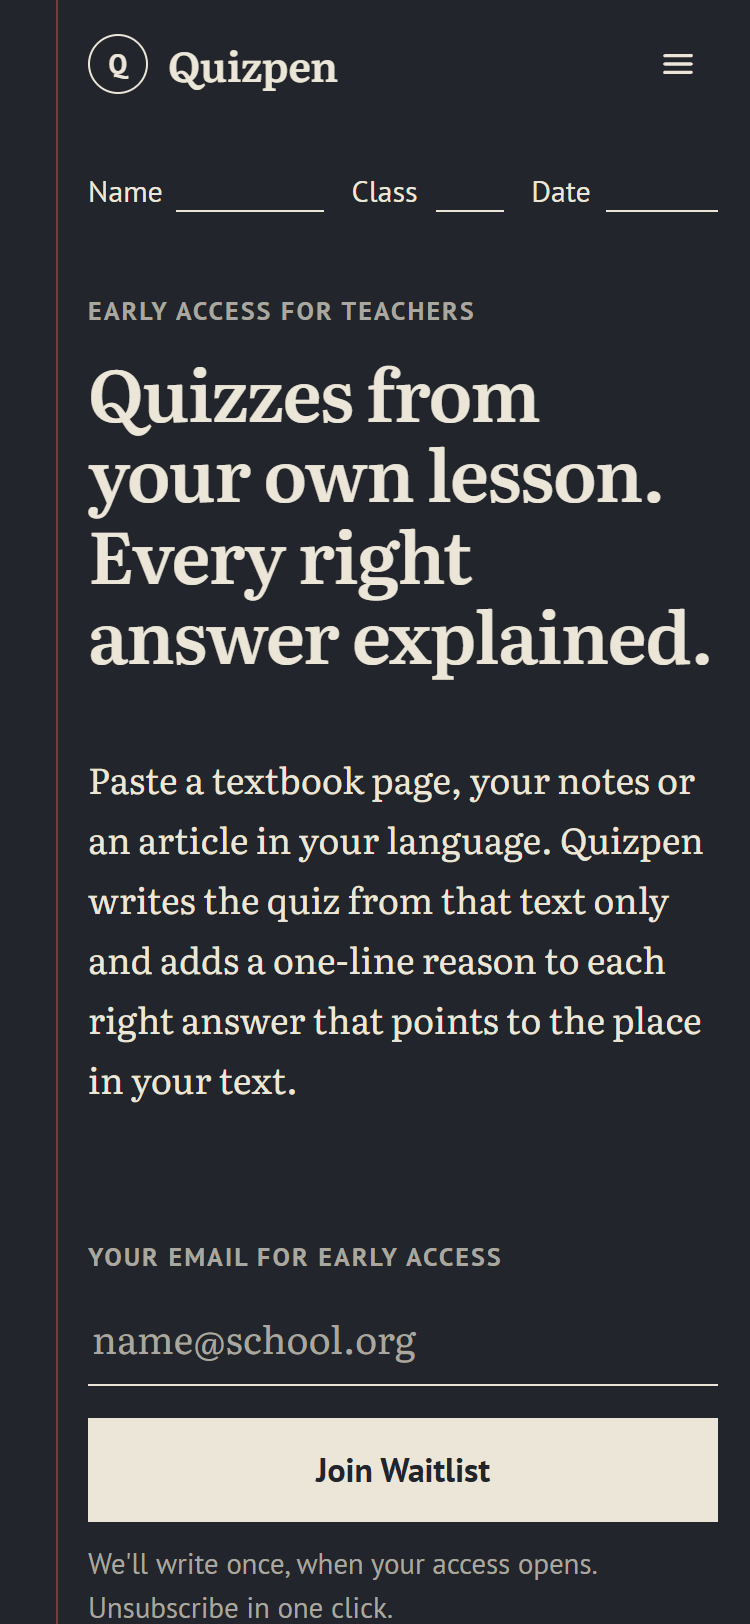 Q Quizpen
Name Class Date
EARLY ACCESS FOR TEACHERS
Quizzes from
your own lesson.
Every right
answer explained.
Paste a textbook page, your notes or
an article in your language. Quizpen
writes the quiz from that text only
and adds a one-line reason to each
right answer that points to the place
in your text.
YOUR EMAIL FOR EARLY ACCESS
name@school.org
Join Waitlist
We'll write once, when your access opens.
Unsubscribe in one click.